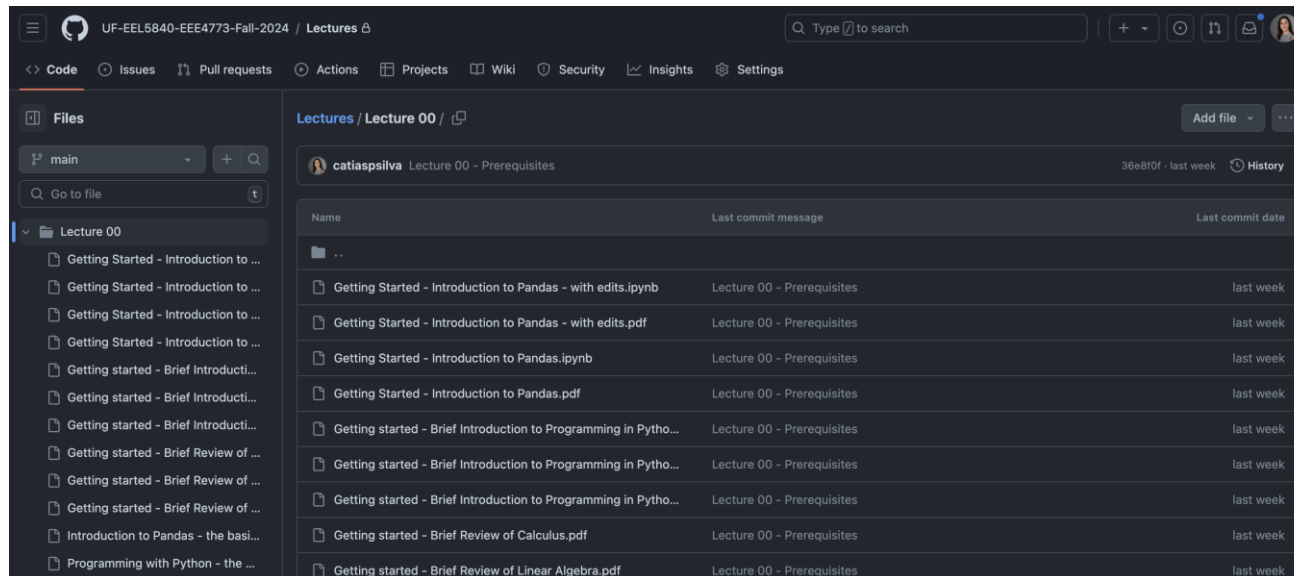 UF-EEL5840-EEE4773-Fall-2024 / Lectures
Type / to search
Code Issues Pull requests Actions Projects Wiki Security Insights Settings
Files
main
Go to file
t
Lecture 00
Getting Started - Introduction to ...
Getting Started - Introduction to ...
Getting Started - Introduction to ...
Getting Started - Introduction to ...
Getting started - Brief Introducti...
Getting started - Brief Introducti...
Getting started - Brief Introducti...
Getting started - Brief Review of ...
Getting started - Brief Review of ...
Getting started - Brief Review of ...
Introduction to Pandas - the basi...
Programming with Python - the ...
Lectures / Lecture 00 /
Add file
catiaspsilva Lecture 00 - Prerequisites 36e8f0f · last week History
Name Last commit message Last commit date
..
Getting Started - Introduction to Pandas - with edits.ipynb Lecture 00 - Prerequisites last week
Getting Started - Introduction to Pandas - with edits.pdf Lecture 00 - Prerequisites last week
Getting Started - Introduction to Pandas.ipynb Lecture 00 - Prerequisites last week
Getting Started - Introduction to Pandas.pdf Lecture 00 - Prerequisites last week
Getting started - Brief Introduction to Programming in Pytho... Lecture 00 - Prerequisites last week
Getting started - Brief Introduction to Programming in Pytho... Lecture 00 - Prerequisites last week
Getting started - Brief Introduction to Programming in Pytho... Lecture 00 - Prerequisites last week
Getting started - Brief Review of Calculus.pdf Lecture 00 - Prerequisites last week
Getting started - Brief Review of Linear Algebra.pdf Lecture 00 - Prerequisites last week